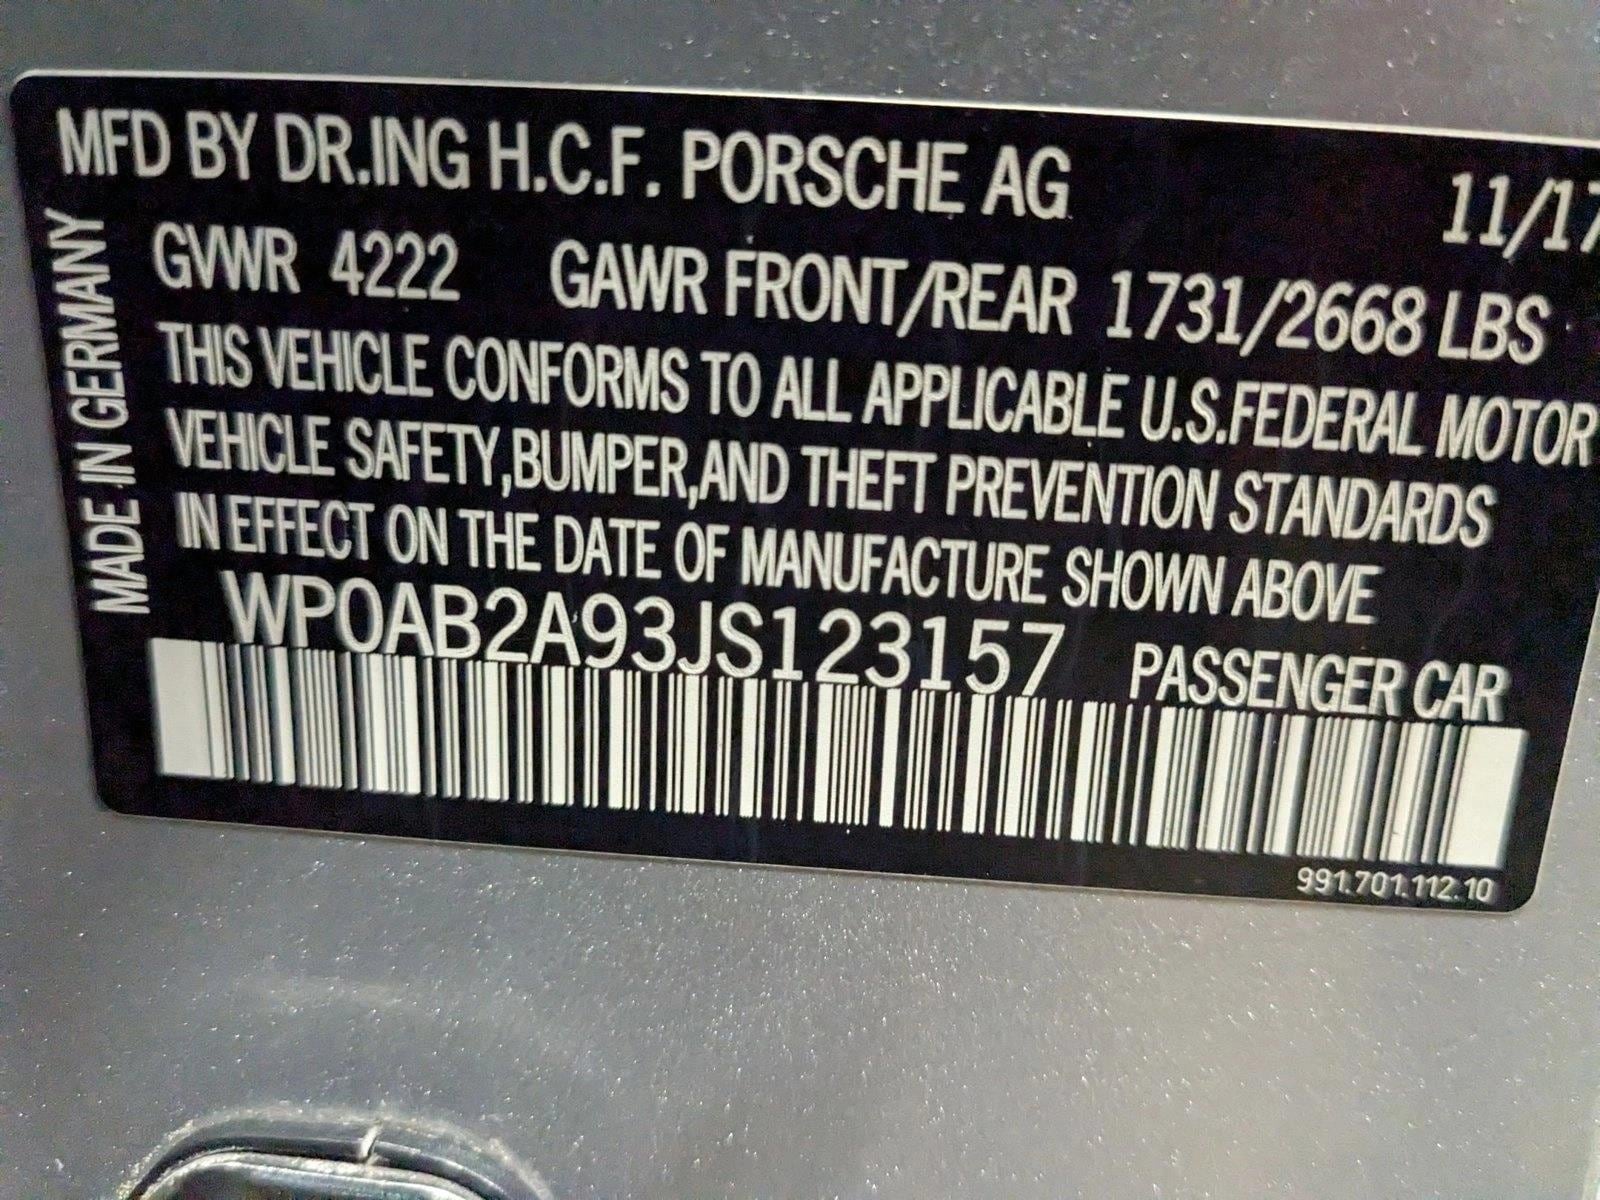 MFD BY DR.ING H.C.F. PORSCHE AG 11/17
GVWR 4222 GAWR FRONT/REAR 1731/2668 LBS
THIS VEHICLE CONFORMS TO ALL APPLICABLE U.S.FEDERAL MOTOR
VEHICLE SAFETY,BUMPER,AND THEFT PREVENTION STANDARDS
IN EFFECT ON THE DATE OF MANUFACTURE SHOWN ABOVE
WP0AB2A93JS123157 PASSENGER CAR
991.701.112.10
MADE IN GERMANY